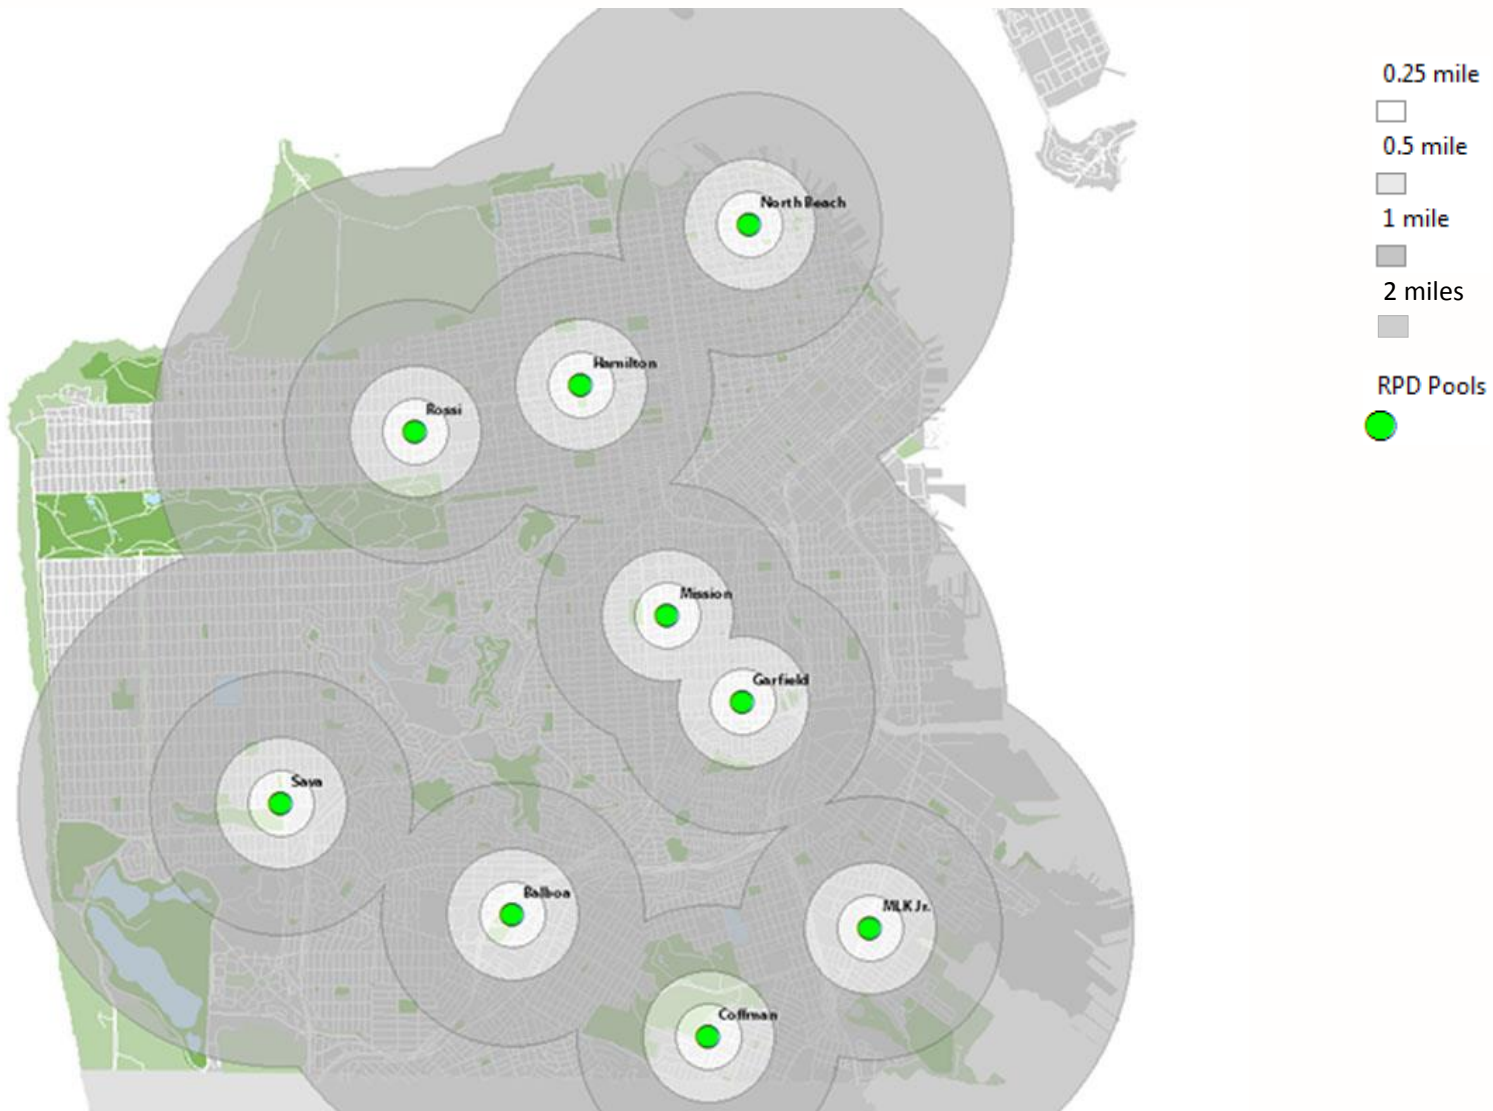 0.25 mile
0.5 mile
1 mile
2 miles
RPD Pools
North Beach
Hamilton
Rossi
Mission
Garfield
Sava
Balboa
MLK Jr.
Coffman